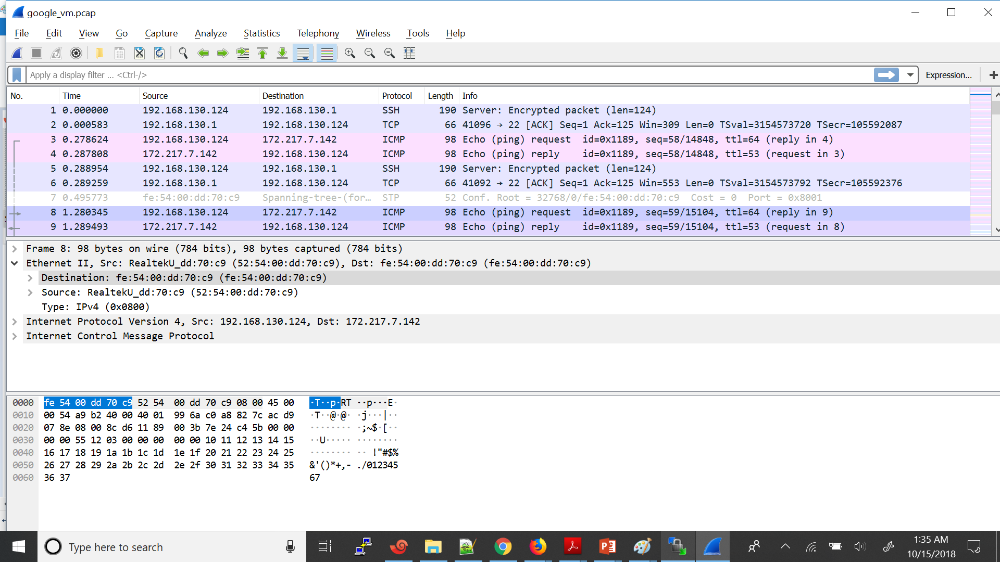 google_vm.pcap
File Edit View Go Capture Analyze Statistics Telephony Wireless Tools Help
Apply a display filter ... <Ctrl-/> Expression... +
No. Time Source Destination Protocol Length Info
1 0.000000 192.168.130.124 192.168.130.1 SSH 190 Server: Encrypted packet (len=124)
2 0.000583 192.168.130.1 192.168.130.124 TCP 66 41096 → 22 [ACK] Seq=1 Ack=125 Win=309 Len=0 TSval=3154573720 TSecr=105592087
3 0.278624 192.168.130.124 172.217.7.142 ICMP 98 Echo (ping) request id=0x1189, seq=58/14848, ttl=64 (reply in 4)
4 0.287808 172.217.7.142 192.168.130.124 ICMP 98 Echo (ping) reply id=0x1189, seq=58/14848, ttl=53 (request in 3)
5 0.288954 192.168.130.124 192.168.130.1 SSH 190 Server: Encrypted packet (len=124)
6 0.289259 192.168.130.1 192.168.130.124 TCP 66 41092 → 22 [ACK] Seq=1 Ack=125 Win=553 Len=0 TSval=3154573792 TSecr=105592376
7 0.495773 fe:54:00:dd:70:c9 Spanning-tree-(for… STP 52 Conf. Root = 32768/0/fe:54:00:dd:70:c9 Cost = 0 Port = 0x8001
8 1.280345 192.168.130.124 172.217.7.142 ICMP 98 Echo (ping) request id=0x1189, seq=59/15104, ttl=64 (reply in 9)
9 1.289493 172.217.7.142 192.168.130.124 ICMP 98 Echo (ping) reply id=0x1189, seq=59/15104, ttl=53 (request in 8)
Frame 8: 98 bytes on wire (784 bits), 98 bytes captured (784 bits)
Ethernet II, Src: RealtekU_dd:70:c9 (52:54:00:dd:70:c9), Dst: fe:54:00:dd:70:c9 (fe:54:00:dd:70:c9)
Destination: fe:54:00:dd:70:c9 (fe:54:00:dd:70:c9)
Source: RealtekU_dd:70:c9 (52:54:00:dd:70:c9)
Type: IPv4 (0x0800)
Internet Protocol Version 4, Src: 192.168.130.124, Dst: 172.217.7.142
Internet Control Message Protocol
0000 fe 54 00 dd 70 c9 52 54 00 dd 70 c9 08 00 45 00 ·T··p·RT ··p···E·
0010 00 54 a9 b2 40 00 40 01 99 6a c0 a8 82 7c ac d9 ·T··@·@· ·j···|··
0020 07 8e 08 00 8c d6 11 89 00 3b 7e 24 c4 5b 00 00 ········ ·;~$·[··
0030 00 00 55 12 03 00 00 00 00 00 10 11 12 13 14 15 ··U····· ········
0040 16 17 18 19 1a 1b 1c 1d 1e 1f 20 21 22 23 24 25 ········ ·· !"#$%
0050 26 27 28 29 2a 2b 2c 2d 2e 2f 30 31 32 33 34 35 &'()*+,- ./012345
0060 36 37 67
Type here to search
1:35 AM
10/15/2018